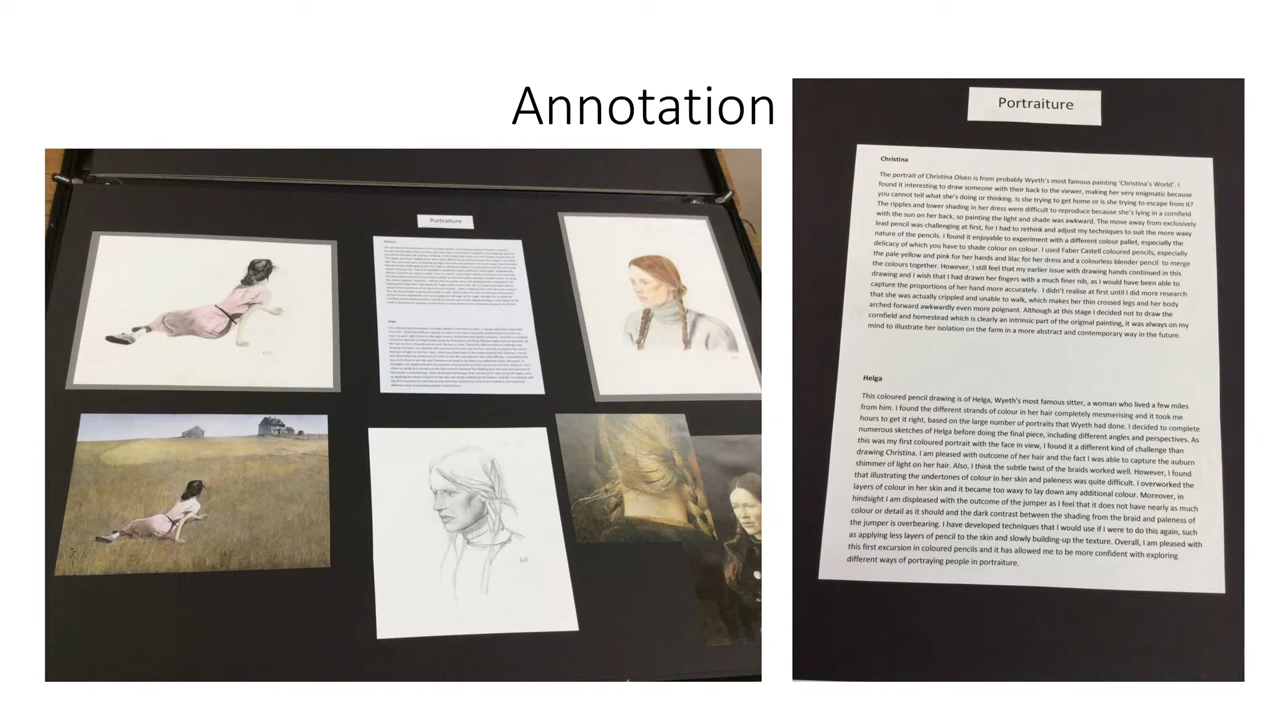 Annotation
Portraiture
Portraiture
Christina
The portrait of Christina Olsen is from probably Wyeth's most famous painting 'Christina's World'. I
found it interesting to draw someone with their back to the viewer, making her very enigmatic because
you cannot tell what she's doing or thinking. Is she trying to get home or is she trying to escape from it?
The ripples and lower shading in her dress were difficult to reproduce because she's lying in a cornfield
with the sun on her back, so painting the light and shade was awkward. The move away from exclusively
lead pencil was challenging at first, for I had to rethink and adjust my techniques to suit the more waxy
nature of the pencils. I found it enjoyable to experiment with a different colour pallet, especially the
delicacy of which you have to shade colour on colour. I used Faber Castell coloured pencils, especially
the pale yellow and pink for her hands and lilac for her dress and a colourless blender pencil to merge
the colours together. However, I still feel that my earlier issue with drawing hands continued in this
drawing and I wish that I had drawn her fingers with a much finer nib, as I would have been able to
capture the proportions of her hand more accurately. I didn't realise at first until I did more research
that she was actually crippled and unable to walk, which makes her thin crossed legs and her body
arched forward awkwardly even more poignant. Although at this stage I decided not to draw the
cornfield and homestead which is clearly an intrinsic part of the original painting, it was always on my
mind to illustrate her isolation on the farm in a more abstract and contemporary way in the future.
Helga
This coloured pencil drawing is of Helga, Wyeth's most famous sitter, a woman who lived a few miles
from him. I found the different strands of colour in her hair completely mesmerising and it took me
hours to get it right, based on the large number of portraits that Wyeth had done. I decided to complete
numerous sketches of Helga before doing the final piece, including different angles and perspectives. As
this was my first coloured portrait with the face in view, I found it a different kind of challenge than
drawing Christina. I am pleased with outcome of her hair and the fact I was able to capture the auburn
shimmer of light on her hair. Also, I think the subtle twist of the braids worked well. However, I found
that illustrating the undertones of colour in her skin and paleness was quite difficult. I overworked the
layers of colour in her skin and it became too waxy to lay down any additional colour. Moreover, in
hindsight I am displeased with the outcome of the jumper as I feel that it does not have nearly as much
colour or detail as it should and the dark contrast between the shading from the braid and paleness of
the jumper is overbearing. I have developed techniques that I would use if I were to do this again, such
as applying less layers of pencil to the skin and slowly building-up the texture. Overall, I am pleased with
this first excursion in coloured pencils and it has allowed me to be more confident with exploring
different ways of portraying people in portraiture.